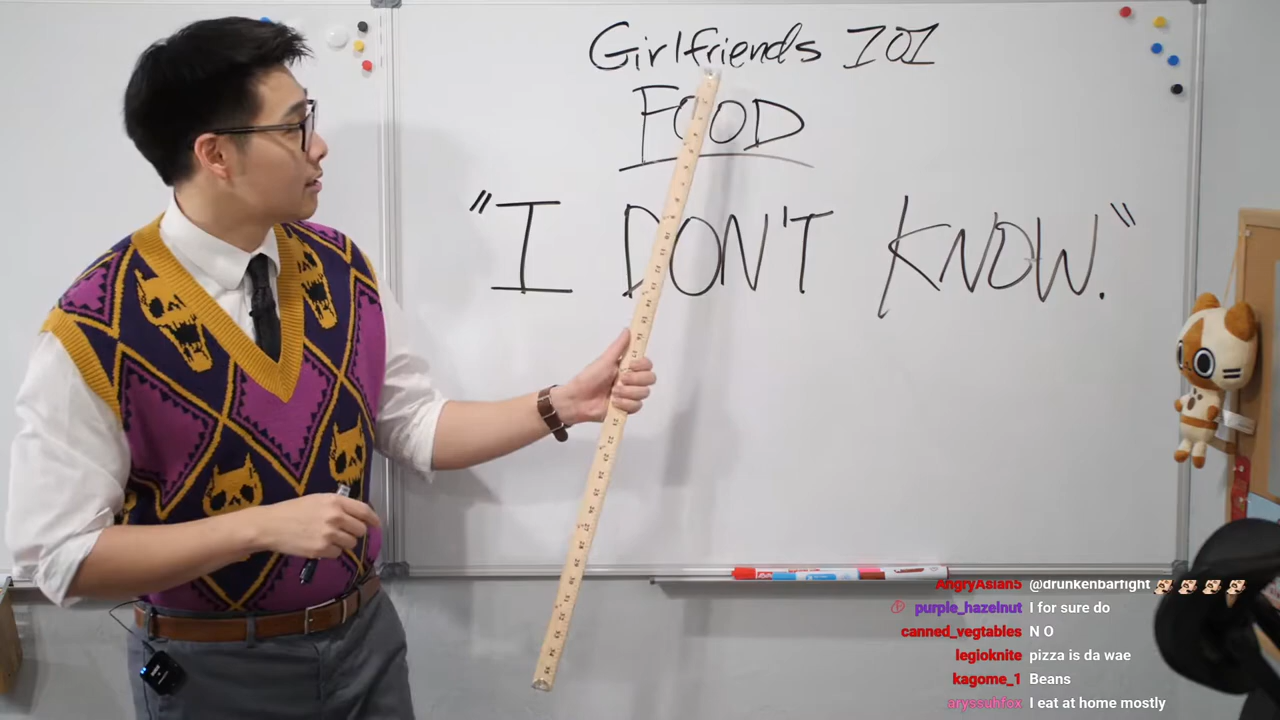 Girlfriends 101
FOOD
"I DON'T KNOW."
AngryAsian5 @drunkenbarfight
purple_hazelnut I for sure do
canned_vegtables N O
legioknite pizza is da wae
kagome_1 Beans
aryssuhfox I eat at home mostly